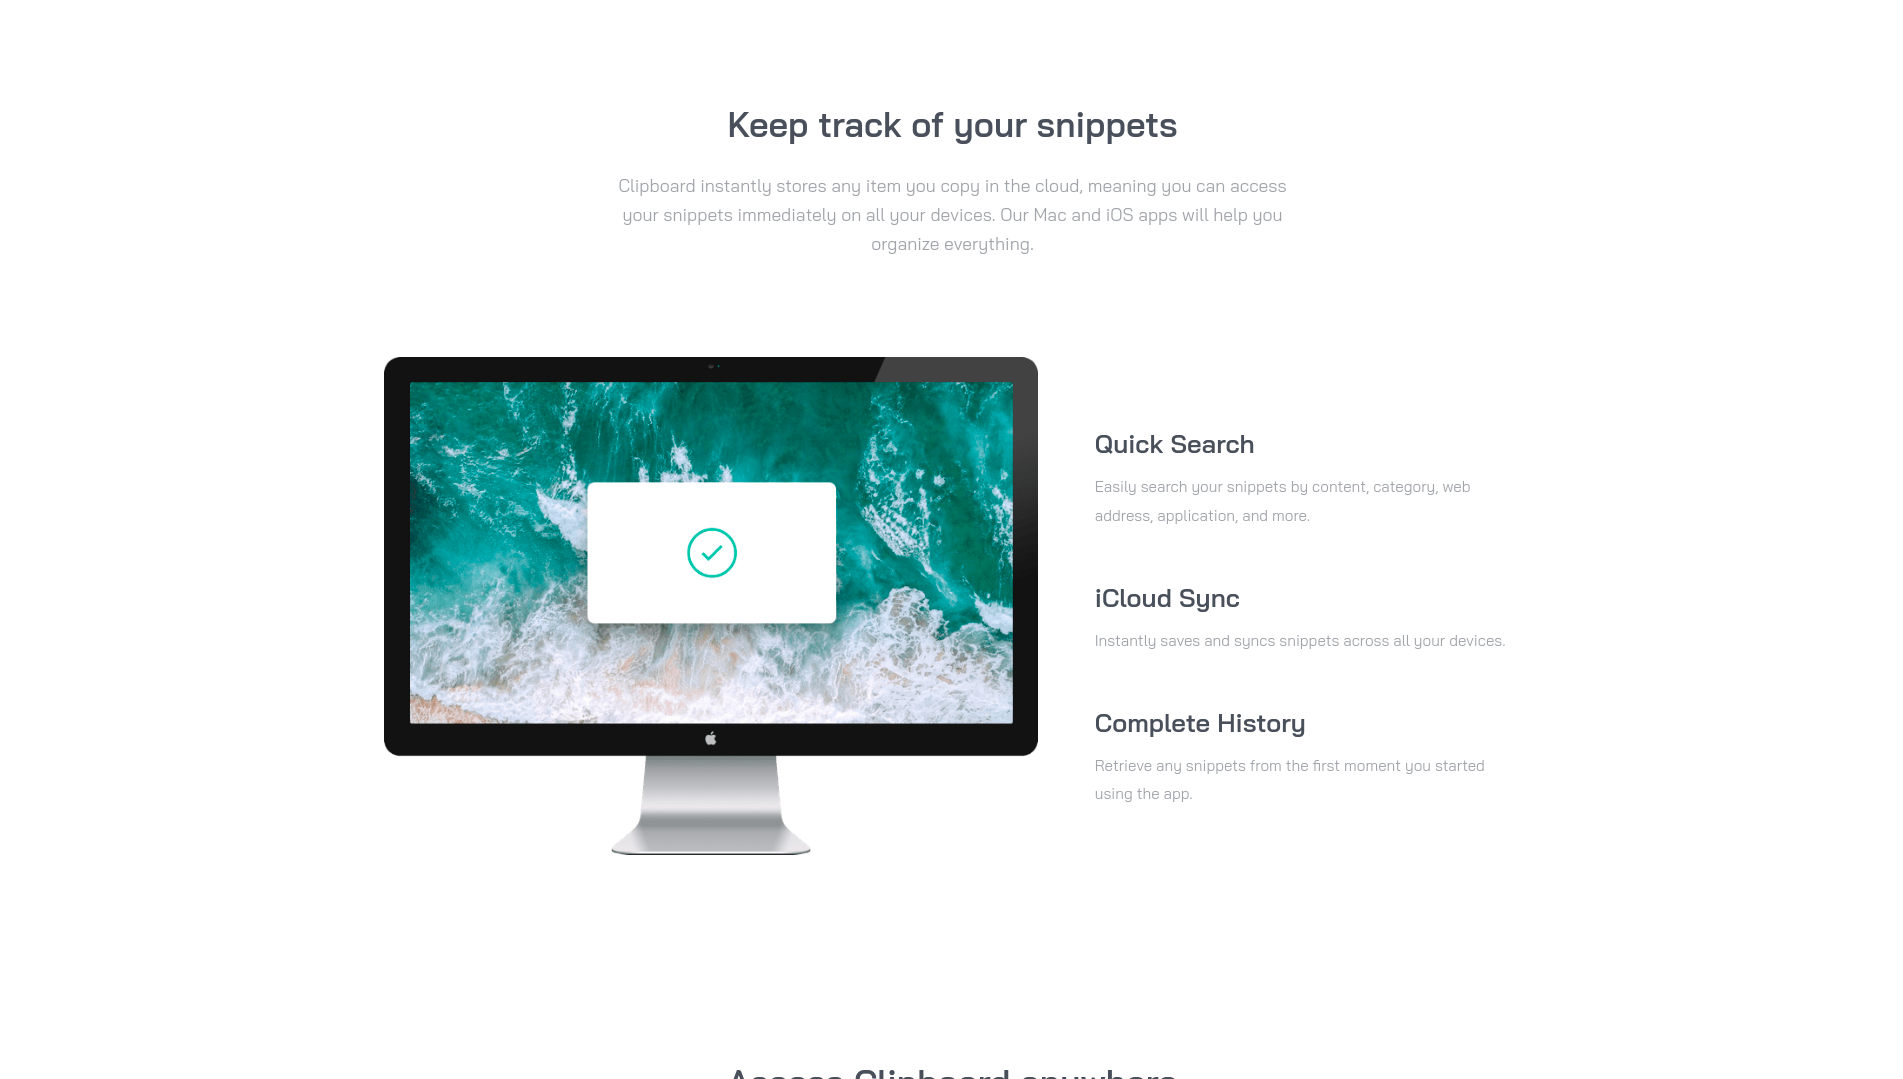 Keep track of your snippets
Clipboard instantly stores any item you copy in the cloud, meaning you can access
your snippets immediately on all your devices. Our Mac and iOS apps will help you
organize everything.
Quick Search
Easily search your snippets by content, category, web
address, application, and more.
iCloud Sync
Instantly saves and syncs snippets across all your devices.
Complete History
Retrieve any snippets from the first moment you started
using the app.
Access Clipboard anywhere